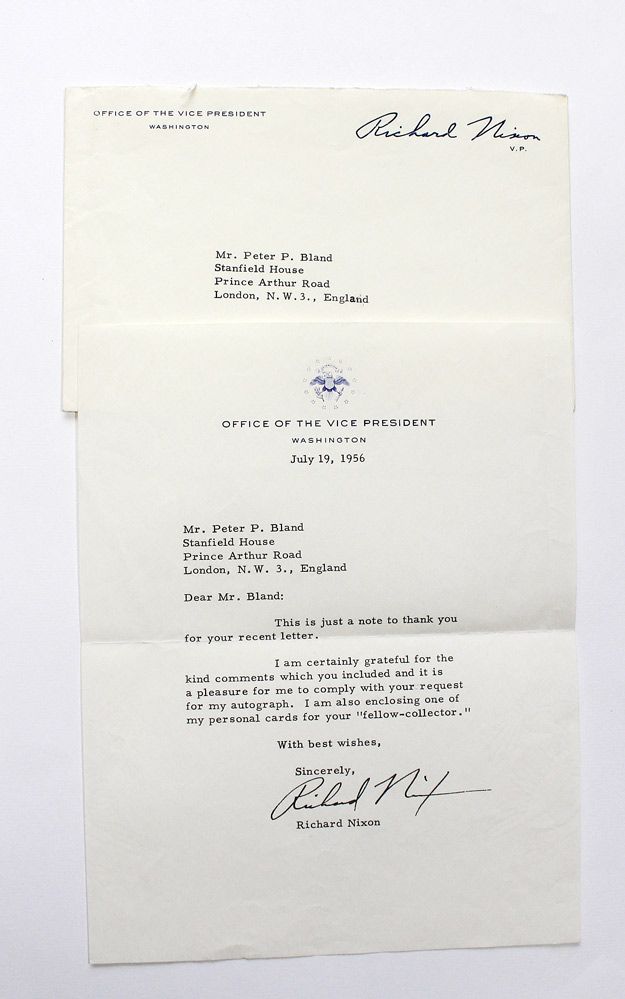 OFFICE OF THE VICE PRESIDENT
WASHINGTON
Richard Nixon
V.P.
Mr. Peter P. Bland
Stanfield House
Prince Arthur Road
London, N.W.3., England
OFFICE OF THE VICE PRESIDENT
WASHINGTON
July 19, 1956
Mr. Peter P. Bland
Stanfield House
Prince Arthur Road
London, N.W. 3., England
Dear Mr. Bland:
This is just a note to thank you
for your recent letter.
I am certainly grateful for the
kind comments which you included and it is
a pleasure for me to comply with your request
for my autograph. I am also enclosing one of
my personal cards for your "fellow-collector."
With best wishes,
Sincerely,
Richard Nix
Richard Nixon